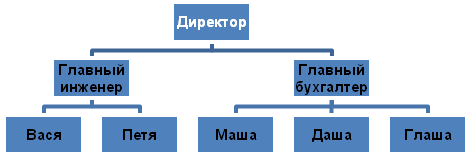 Директор
Главный
инженер
Главный
бухгалтер
Вася
Петя
Маша
Даша
Глаша